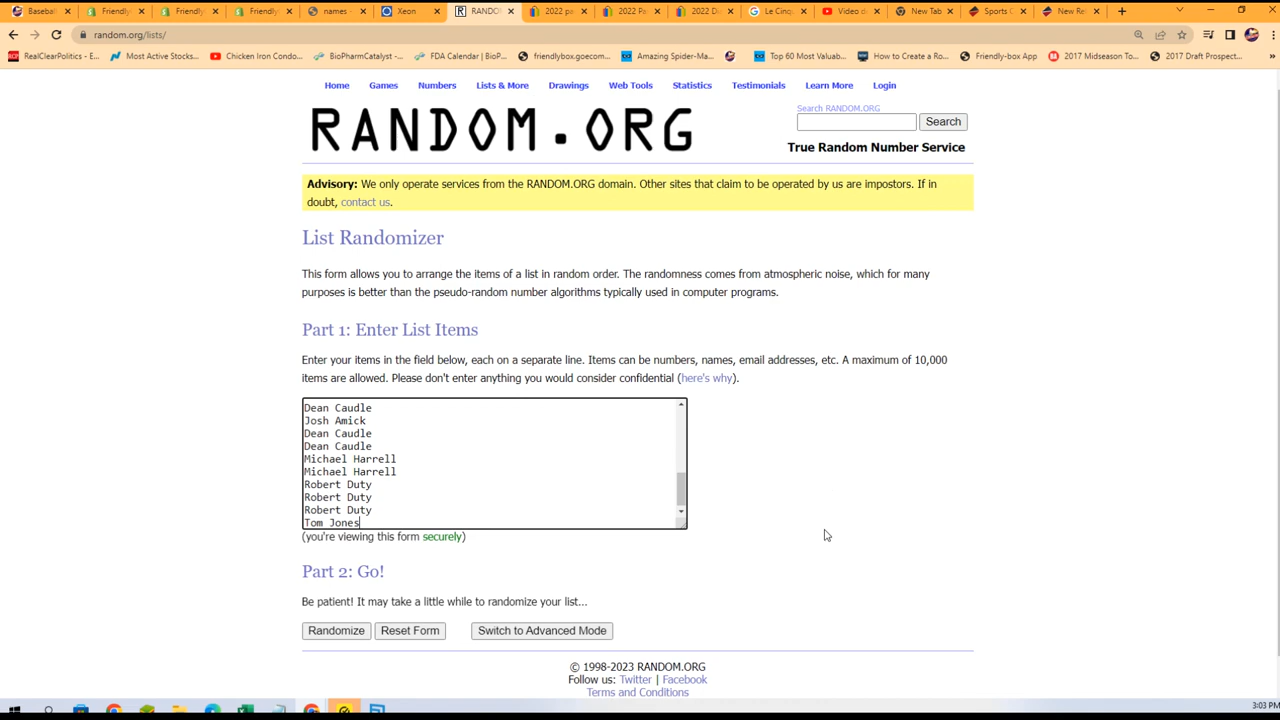 Baseball
Friendly
Friendly
Friendly
names -
Xeon
RANDO
2022 pa
2022 Pa
2022 D
Le Cinq
Video d
New Tab
Sports C
New Re
random.org/lists/
RealClearPolitics - E...
Most Active Stocks...
Chicken Iron Condo...
BioPharmCatalyst | BioP...
FDA Calendar | BioP...
friendlybox.goecom...
Amazing Spider-Ma...
Top 60 Most Valuab...
How to Create a Ro...
Friendly-box App
2017 Midseason To...
2017 Draft Prospect...
Home
Games
Numbers
Lists & More
Drawings
Web Tools
Statistics
Testimonials
Learn More
Login
RANDOM.ORG
Search RANDOM.ORG
Search
True Random Number Service
Advisory: We only operate services from the RANDOM.ORG domain. Other sites that claim to be operated by us are impostors. If in
doubt, contact us.
List Randomizer
This form allows you to arrange the items of a list in random order. The randomness comes from atmospheric noise, which for many
purposes is better than the pseudo-random number algorithms typically used in computer programs.
Part 1: Enter List Items
Enter your items in the field below, each on a separate line. Items can be numbers, names, email addresses, etc. A maximum of 10,000
items are allowed. Please don't enter anything you would consider confidential (here's why).
Dean Caudle
Josh Amick
Dean Caudle
Dean Caudle
Michael Harrell
Michael Harrell
Robert Duty
Robert Duty
Robert Duty
Tom Jones
(you're viewing this form securely)
Part 2: Go!
Be patient! It may take a little while to randomize your list...
Randomize
Reset Form
Switch to Advanced Mode
© 1998-2023 RANDOM.ORG
Follow us: Twitter | Facebook
Terms and Conditions
3:03 PM